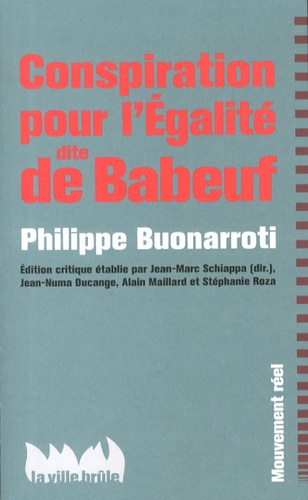 Conspiration
pour l'Égalité
dite
de Babeuf
Philippe Buonarroti
Édition critique établie par Jean-Marc Schiappa (dir.),
Jean-Numa Ducange, Alain Maillard et Stéphanie Roza
Mouvement réel
la ville brûle